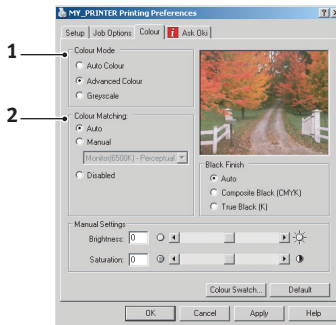 MY_PRINTER Printing Preferences
Setup Job Options Colour Ask Oki
1
Colour Mode
Auto Colour
Advanced Colour
Greyscale
2
Colour Matching:
Auto
Manual
Monitor(6500K) - Perceptual
Disabled
Black Finish
Auto
Composite Black (CMYK)
True Black (K)
Manual Settings
Brightness: 0
Saturation: 0
Colour Swatch... Default
OK Cancel Apply Help